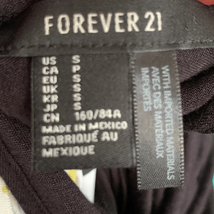 FOREVER 21
US S
CA S
EU S
UK S
KR S
JP S
CN 160/84A
MADE IN MEXICO
FABRIQUÉ AU
MEXIQUE
WITH IMPORTED MATERIALS
AVEC DES MATERIAUX
IMPORTÉS